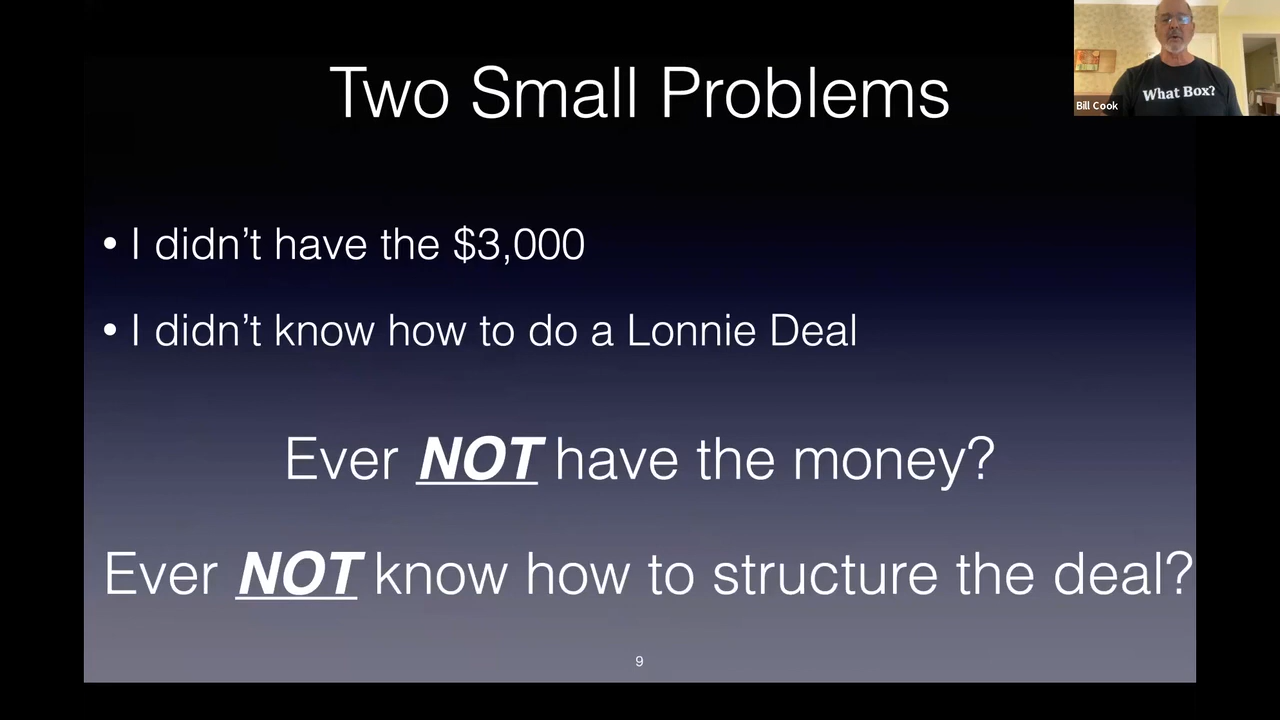 Two Small Problems
What Box?
Bill Cook
• I didn’t have the $3,000
• I didn’t know how to do a Lonnie Deal
Ever NOT have the money?
Ever NOT know how to structure the deal?
9